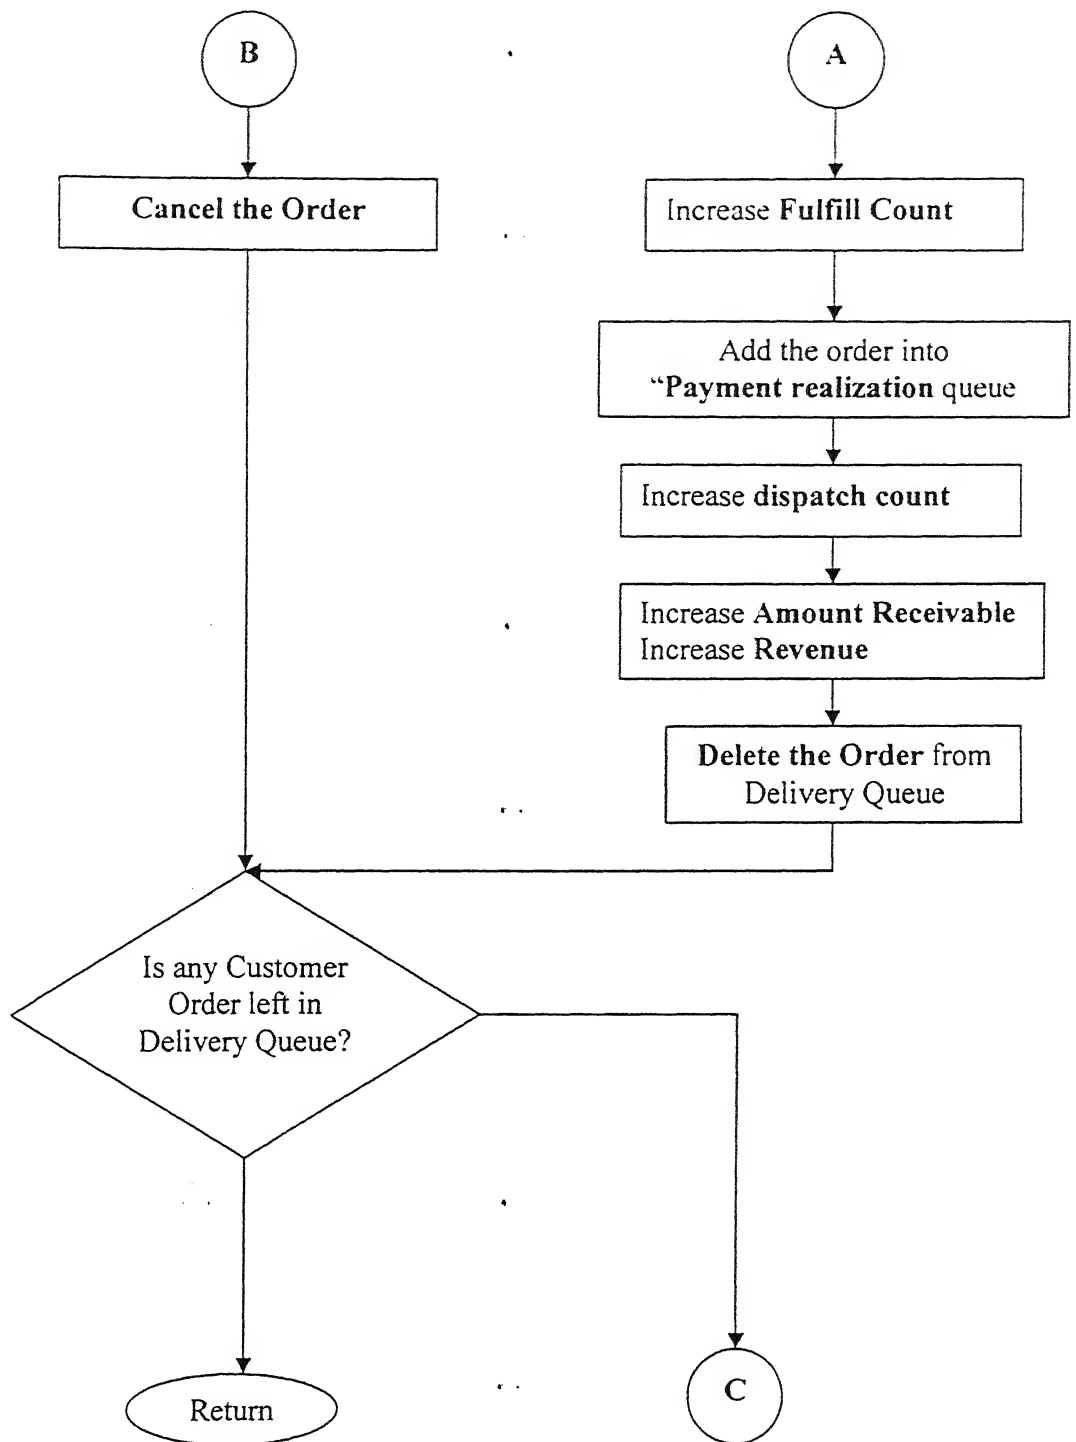 B
A
Cancel the Order
Increase Fulfill Count
Add the order into
“Payment realization queue
Increase dispatch count
Increase Amount Receivable
Increase Revenue
Delete the Order from
Delivery Queue
Is any Customer
Order left in
Delivery Queue?
Return
C